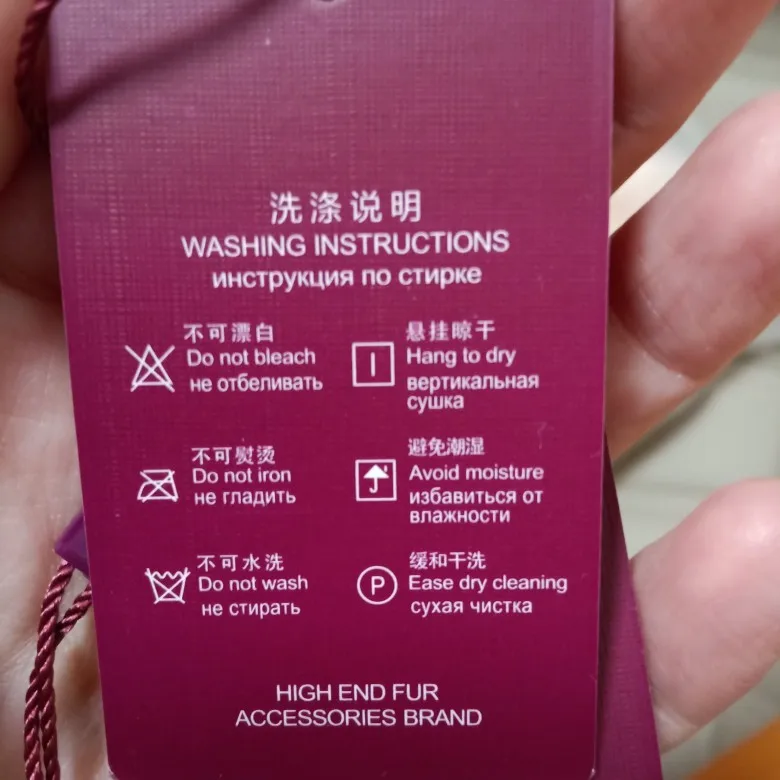 洗涤说明
WASHING INSTRUCTIONS
инструкция по стирке
不可漂白
Do not bleach
не отбеливать
悬挂晾干
Hang to dry
вертикальная
сушка
不可熨烫
Do not iron
не гладить
避免潮湿
Avoid moisture
избавиться от
влажности
不可水洗
Do not wash
не стирать
P
缓和干洗
Ease dry cleaning
сухая чистка
HIGH END FUR
ACCESSORIES BRAND